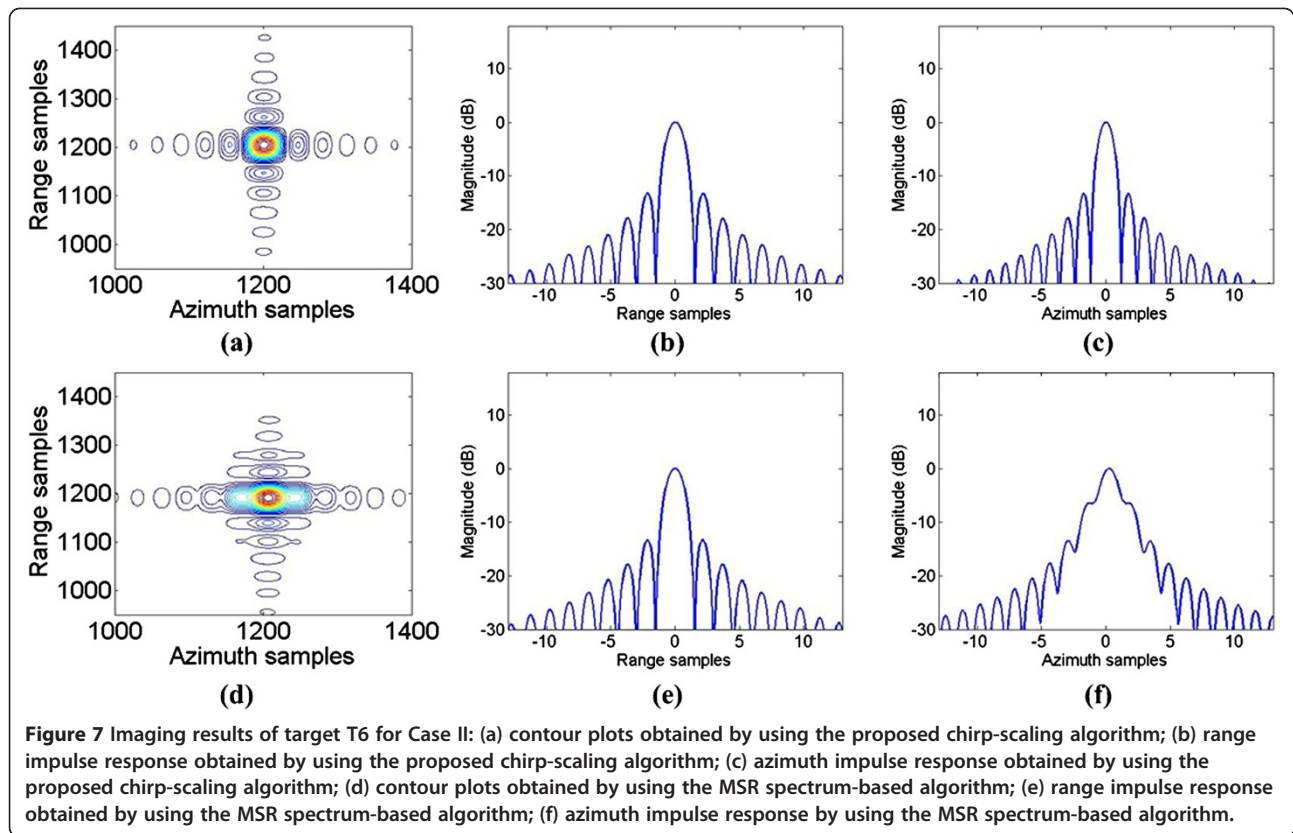 1400
1300
1200
1100
1000
Range samples
1000 1200 1400
Azimuth samples
(a)
10
0
-10
-20
-30
Magnitude (dB)
-10 -5 0 5 10
Range samples
(b)
10
0
-10
-20
-30
Magnitude (dB)
-10 -5 0 5 10
Azimuth samples
(c)
1400
1300
1200
1100
1000
Range samples
1000 1200 1400
Azimuth samples
(d)
10
0
-10
-20
-30
Magnitude (dB)
-10 -5 0 5 10
Range samples
(e)
10
0
-10
-20
-30
Magnitude (dB)
-10 -5 0 5 10
Azimuth samples
(f)
Figure 7 Imaging results of target T6 for Case II: (a) contour plots obtained by using the proposed chirp-scaling algorithm; (b) range
impulse response obtained by using the proposed chirp-scaling algorithm; (c) azimuth impulse response obtained by using the
proposed chirp-scaling algorithm; (d) contour plots obtained by using the MSR spectrum-based algorithm; (e) range impulse response
obtained by using the MSR spectrum-based algorithm; (f) azimuth impulse response by using the MSR spectrum-based algorithm.